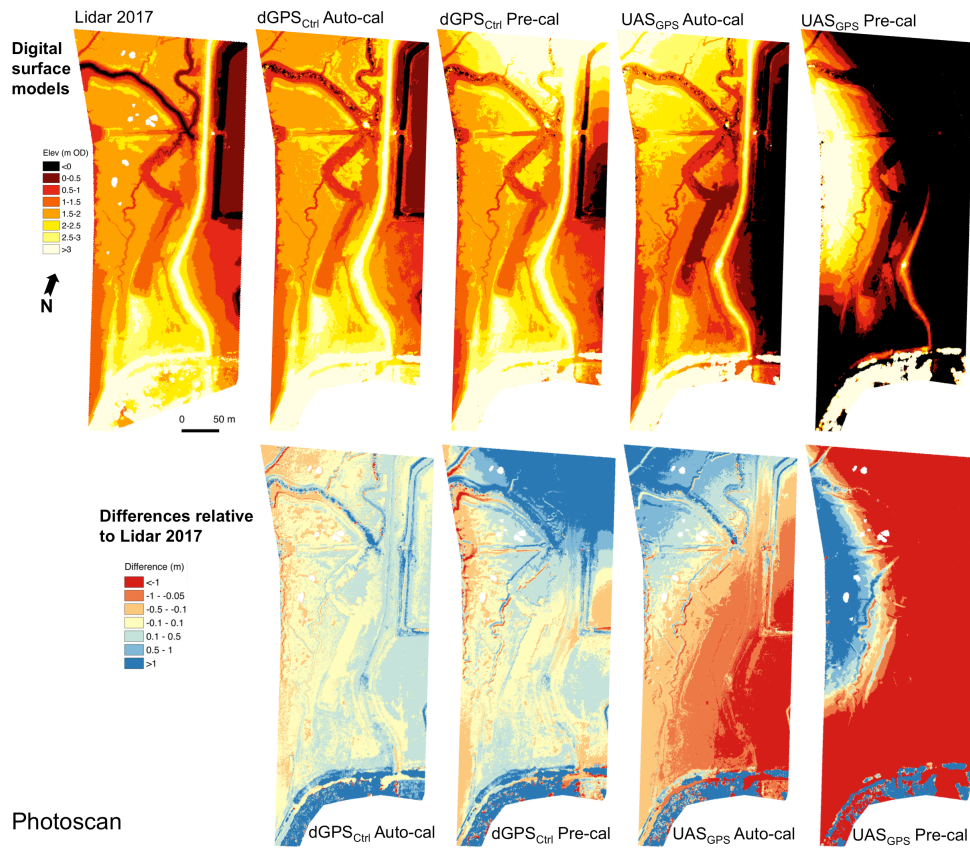 Lidar 2017
dGPSCtrl Auto-cal
dGPSCtrl Pre-cal
UASGPS Auto-cal
UASGPS Pre-cal
Digital
surface
models
Elev (m OD)
<0
0-0.5
0.5-1
1-1.5
1.5-2
2-2.5
2.5-3
>3
N
0 50 m
Differences relative
to Lidar 2017
Difference (m)
<-1
-1 - -0.05
-0.5 - -0.1
-0.1 - 0.1
0.1 - 0.5
0.5 - 1
>1
Photoscan
dGPSCtrl Auto-cal
dGPSCtrl Pre-cal
UASGPS Auto-cal
UASGPS Pre-cal